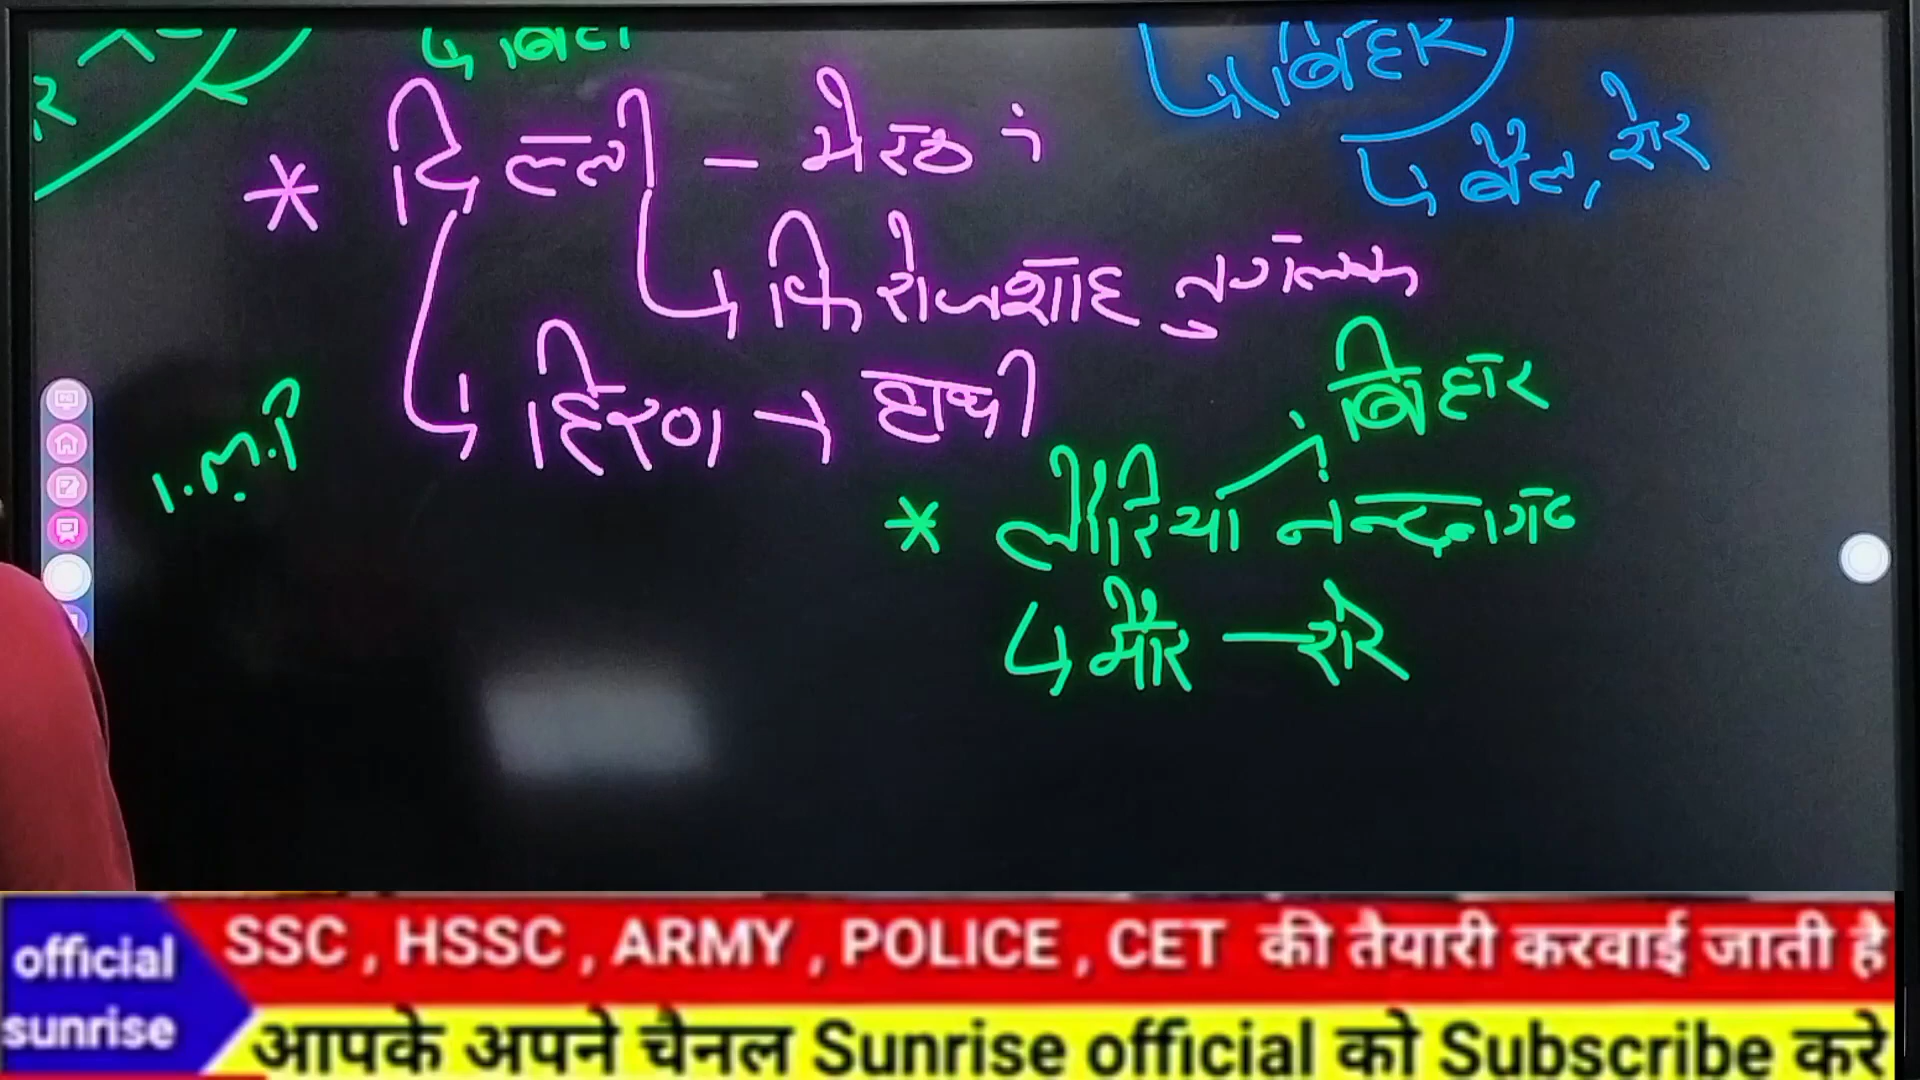 बिहार
बैल, शेर
* दिल्ली - मेरठ :
फिरोजशाह तुगलक
हिरण → हाथी
बिहार
* लौरिया नन्दनगढ
मोर — शेर
official sunrise
SSC , HSSC , ARMY , POLICE , CET की तैयारी करवाई जाती है
आपके अपने चैनल Sunrise official को Subscribe करे